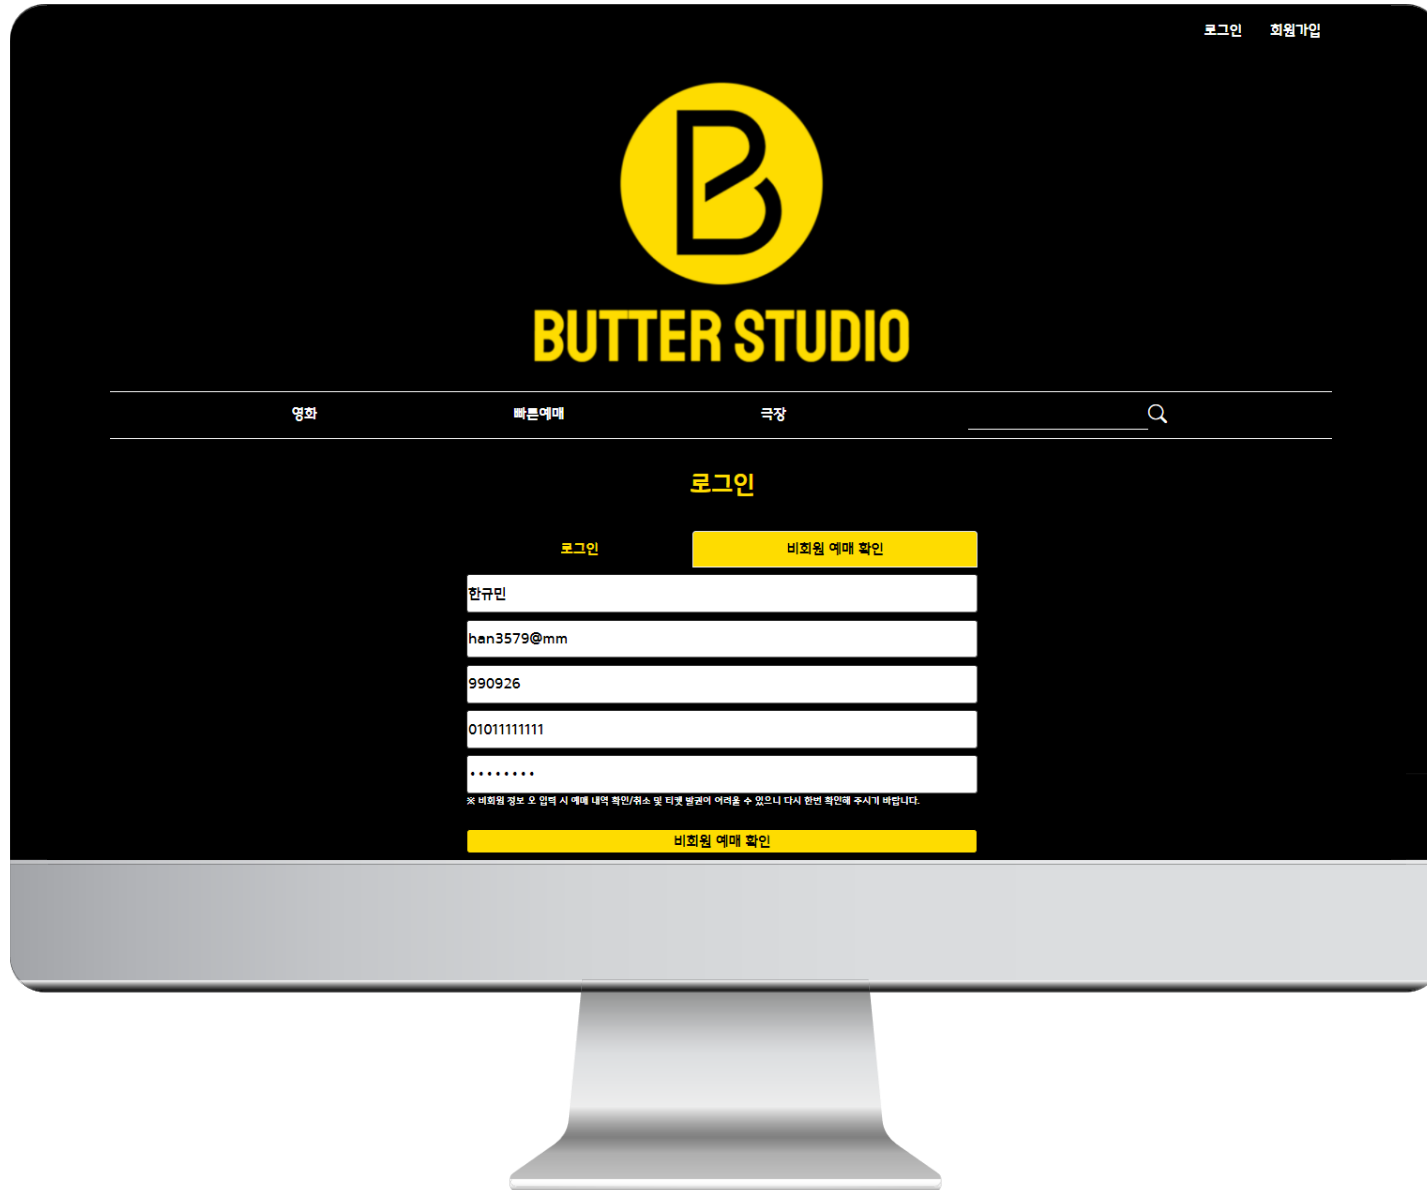 로그인 회원가입
B
BUTTER STUDIO
영화 빠른예매 극장
로그인
로그인 비회원 예매 확인
한규민
han3579@mm
990926
01011111111
••••••••
※ 비회원 정보 오 입력 시 예매 내역 확인/취소 및 티켓 발권이 어려울 수 있으니 다시 한번 확인해 주시기 바랍니다.
비회원 예매 확인